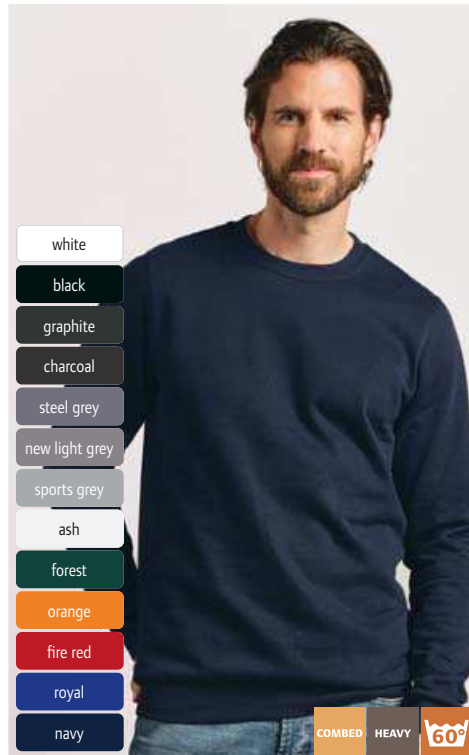 white
black
graphite
charcoal
steel grey
new light grey
sports grey
ash
forest
orange
fire red
royal
navy
COMBED HEAVY 60°